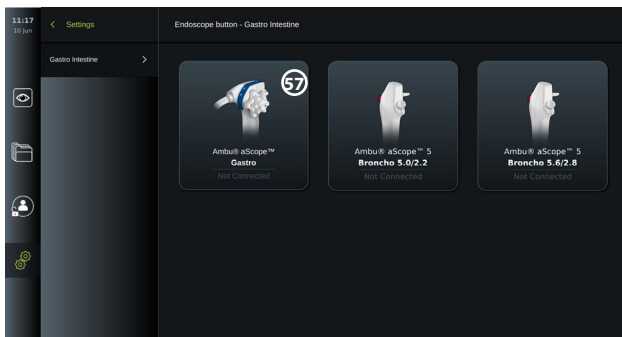 11:17
10 Jun
Settings
Endoscope button - Gastro Intestine
Gastro Intestine
57
Ambu® aScope™
Gastro
Not Connected
Ambu® aScope™ 5
Broncho 5.0/2.2
Not Connected
Ambu® aScope™ 5
Broncho 5.6/2.8
Not Connected